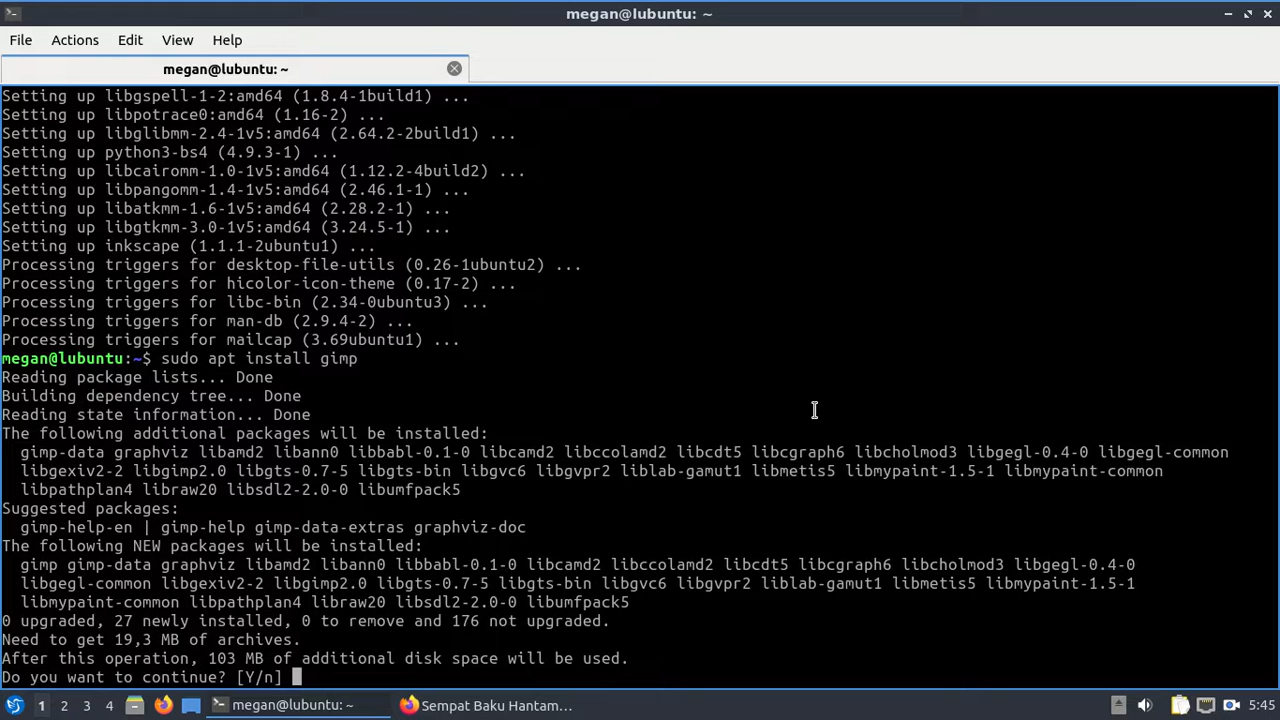 megan@lubuntu: ~
File Actions Edit View Help
megan@lubuntu: ~
Setting up libgspell-1-2:amd64 (1.8.4-1build1) ...
Setting up libpotrace0:amd64 (1.16-2) ...
Setting up libglibmm-2.4-1v5:amd64 (2.64.2-2build1) ...
Setting up python3-bs4 (4.9.3-1) ...
Setting up libcairomm-1.0-1v5:amd64 (1.12.2-4build2) ...
Setting up libpangomm-1.4-1v5:amd64 (2.46.1-1) ...
Setting up libatkmm-1.6-1v5:amd64 (2.28.2-1) ...
Setting up libgtkmm-3.0-1v5:amd64 (3.24.5-1) ...
Setting up inkscape (1.1.1-2ubuntu1) ...
Processing triggers for desktop-file-utils (0.26-1ubuntu2) ...
Processing triggers for hicolor-icon-theme (0.17-2) ...
Processing triggers for libc-bin (2.34-0ubuntu3) ...
Processing triggers for man-db (2.9.4-2) ...
Processing triggers for mailcap (3.69ubuntu1) ...
megan@lubuntu:~$ sudo apt install gimp
Reading package lists... Done
Building dependency tree... Done
Reading state information... Done
The following additional packages will be installed:
gimp-data graphviz libamd2 libann0 libbabl-0.1-0 libcamd2 libccolamd2 libcdt5 libcgraph6 libcholmod3 libgegl-0.4-0 libgegl-common
libgexiv2-2 libgimp2.0 libgts-0.7-5 libgts-bin libgvc6 libgvpr2 liblab-gamut1 libmetis5 libmypaint-1.5-1 libmypaint-common
libpathplan4 libraw20 libsdl2-2.0-0 libumfpack5
Suggested packages:
gimp-help-en | gimp-help gimp-data-extras graphviz-doc
The following NEW packages will be installed:
gimp gimp-data graphviz libamd2 libann0 libbabl-0.1-0 libcamd2 libccolamd2 libcdt5 libcgraph6 libcholmod3 libgegl-0.4-0
libgegl-common libgexiv2-2 libgimp2.0 libgts-0.7-5 libgts-bin libgvc6 libgvpr2 liblab-gamut1 libmetis5 libmypaint-1.5-1
libmypaint-common libpathplan4 libraw20 libsdl2-2.0-0 libumfpack5
0 upgraded, 27 newly installed, 0 to remove and 176 not upgraded.
Need to get 19,3 MB of archives.
After this operation, 103 MB of additional disk space will be used.
Do you want to continue? [Y/n]
1 2 3 4 megan@lubuntu: ~ Sempat Baku Hantam... 5:45